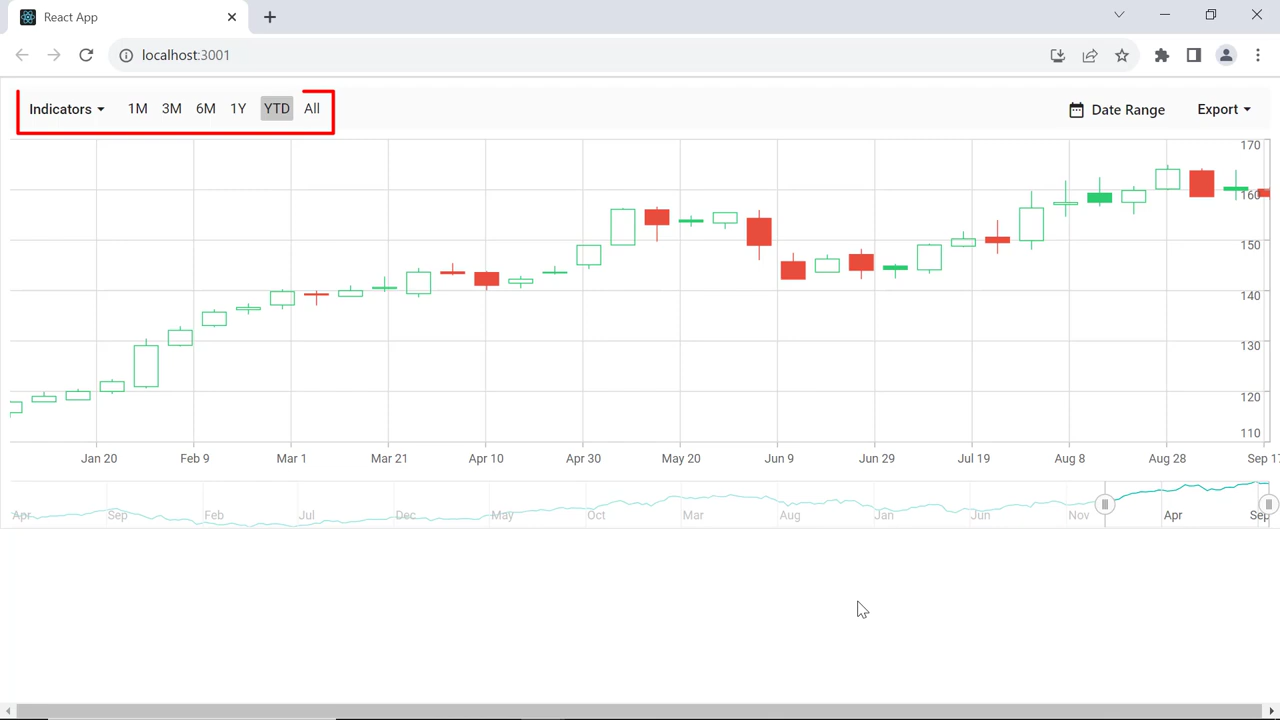 React App
localhost:3001
Indicators 1M 3M 6M 1Y YTD All Date Range Export
170
160
150
140
130
120
110
Jan 20 Feb 9 Mar 1 Mar 21 Apr 10 Apr 30 May 20 Jun 9 Jun 29 Jul 19 Aug 8 Aug 28 Sep 17
Apr Sep Feb Jul Dec May Oct Mar Aug Jan Jun Nov Apr Sep